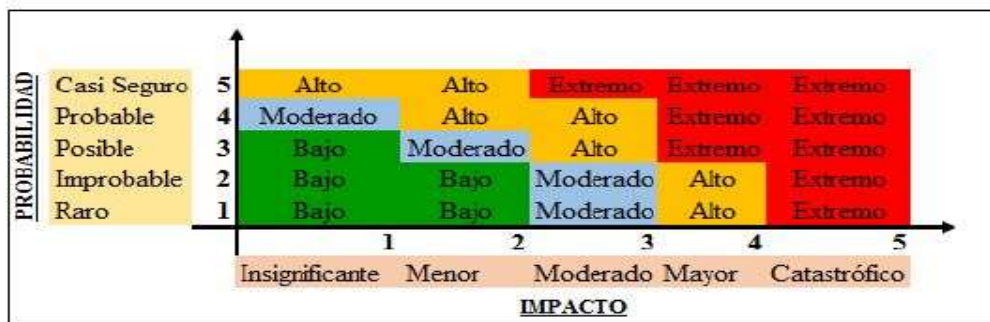 PROBABILIDAD
Casi Seguro 5 Alto Alto Extremo Extremo Extremo
Probable 4 Moderado Alto Alto Extremo Extremo
Posible 3 Bajo Moderado Alto Extremo Extremo
Improbable 2 Bajo Bajo Moderado Alto Extremo
Raro 1 Bajo Bajo Moderado Alto Extremo
1 2 3 4 5
Insignificante Menor Moderado Mayor Catastrófico
IMPACTO